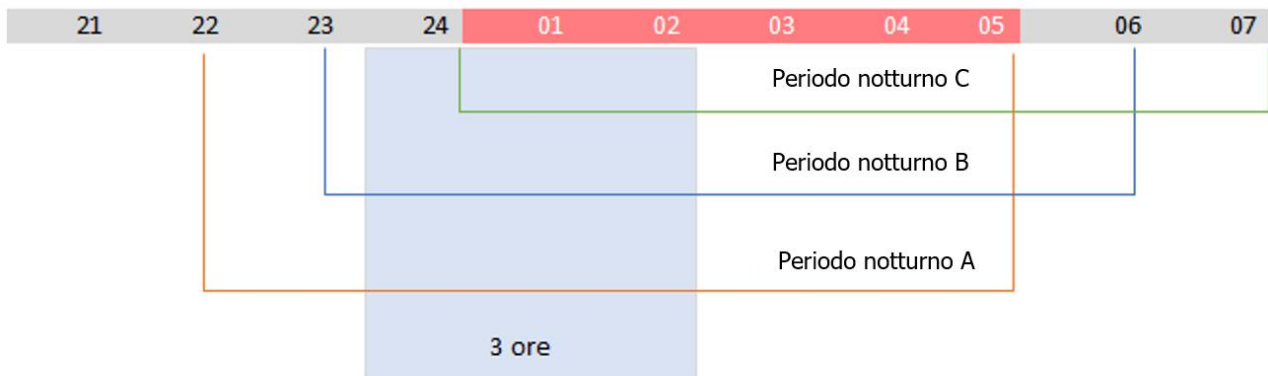 21 22 23 24 01 02 03 04 05 06 07
Periodo notturno C
Periodo notturno B
Periodo notturno A
3 ore